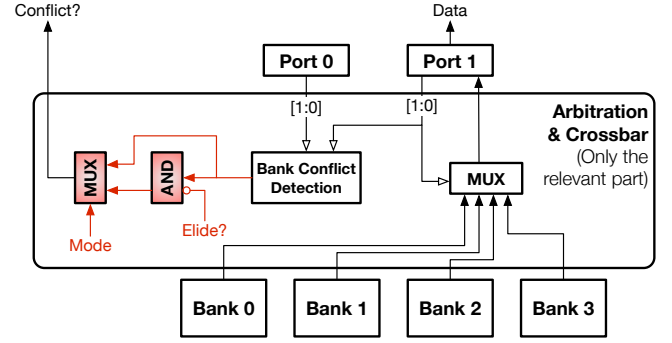 Conflict?
Data
Port 0
Port 1
[1:0]
[1:0]
Arbitration
& Crossbar
(Only the
relevant part)
MUX
AND
Bank Conflict
Detection
MUX
Mode
Elide?
Bank 0
Bank 1
Bank 2
Bank 3